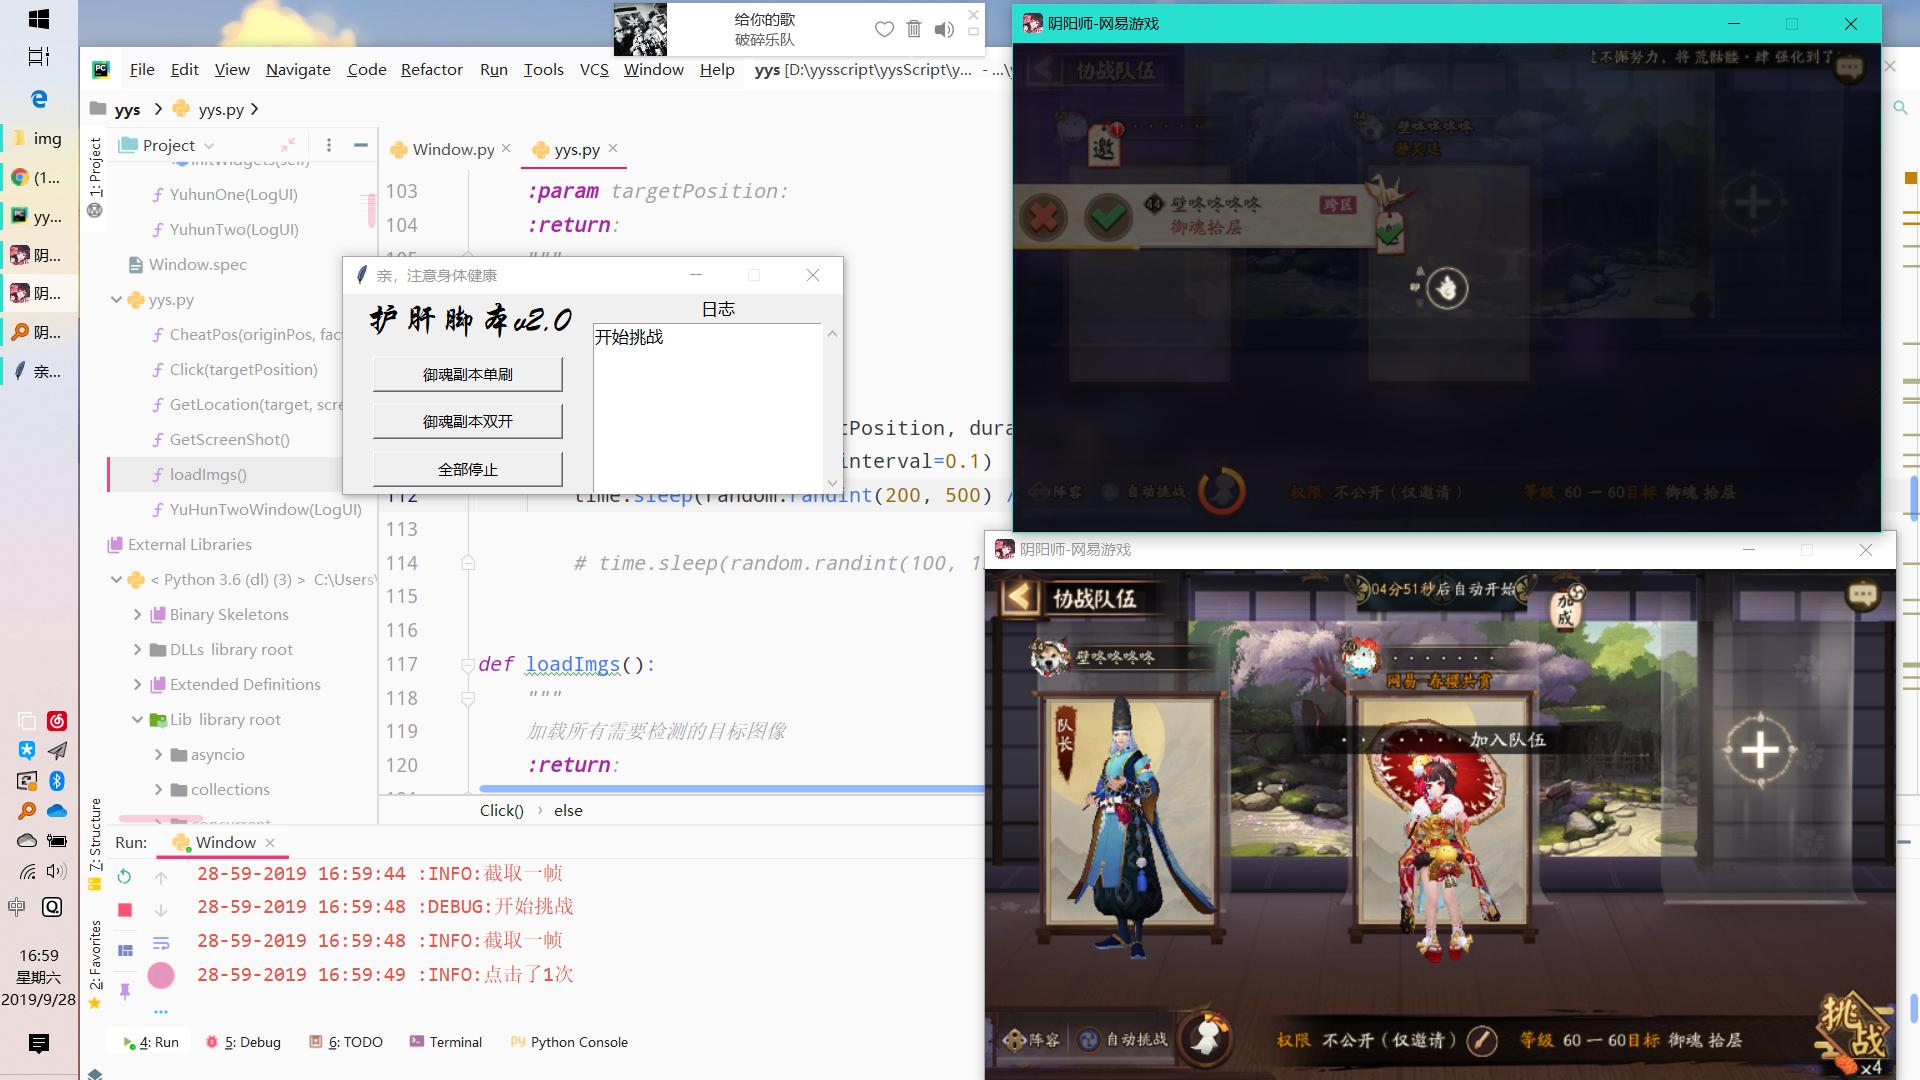 给你的歌
破碎乐队
File Edit View Navigate Code Refactor Run Tools VCS Window Help yys [D:\yysscript\yysScript\y... - ...\
yys yys.py
img
(1...
yy...
阴...
阴...
阴...
亲...
16:59
星期六
2019/9/28
1: Project
Z: Structure
2: Favorites
Project
YuhunOne(LogUI)
YuhunTwo(LogUI)
Window.spec
yys.py
CheatPos(originPos, fac
Click(targetPosition)
GetLocation(target, scre
GetScreenShot()
loadImgs()
YuHunTwoWindow(LogUI)
External Libraries
< Python 3.6 (dl) (3) > C:\Users\
Binary Skeletons
DLLs library root
Extended Definitions
Lib library root
asyncio
collections
Window.py yys.py
103 :param targetPosition:
104 :return:
tPosition, dura
interval=0.1)
112 time.sleep(random.randint(200, 500) /
113
114 # time.sleep(random.randint(100, 1
115
116
117 def loadImgs():
118 """
119 加载所有需要检测的目标图像
120 :return:
Click() › else
亲，注意身体健康
护肝脚本v2.0
日志
开始挑战
御魂副本单刷
御魂副本双开
全部停止
Run: Window
28-59-2019 16:59:44 :INFO:截取一帧
28-59-2019 16:59:48 :DEBUG:开始挑战
28-59-2019 16:59:48 :INFO:截取一帧
28-59-2019 16:59:49 :INFO:点击了1次
4: Run 5: Debug 6: TODO Terminal Python Console
阴阳师-网易游戏
不懈努力，将 荒骷髅·肆 强化到了
协战队伍
60
44 壁咚咚咚咚
邀
44 壁咚咚咚咚 跨区
御魂拾层
阵容 自动挑战 权限 不公开（仅邀请） 等级 60 一 60 目标 御魂 拾层
阴阳师-网易游戏
协战队伍
04分51秒后自动开始
加成
44 壁咚咚咚咚
60 · · · · · · ·
网易-春樱共赏
队长
· · · · · · · 加入队伍
阵容 自动挑战 权限 不公开（仅邀请） 等级 60 一 60 目标 御魂 拾层
挑战
x4